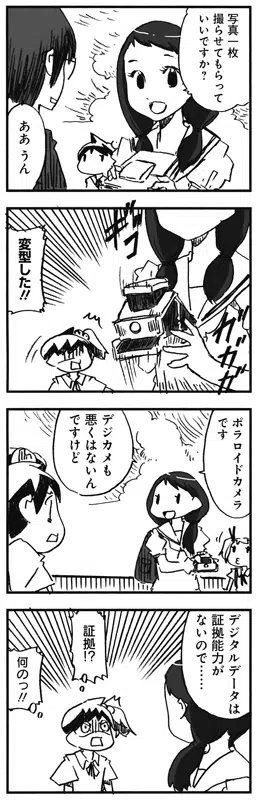 写真一枚
撮らせてもらって
いいですか?
ああ うん
ガガガ
変型した!!
ポラロイドカメラ
です
デジカメも
悪くはないん
ですけど
デジタルデータは
証拠能力が
ないので……
証拠!?
何のっ!!